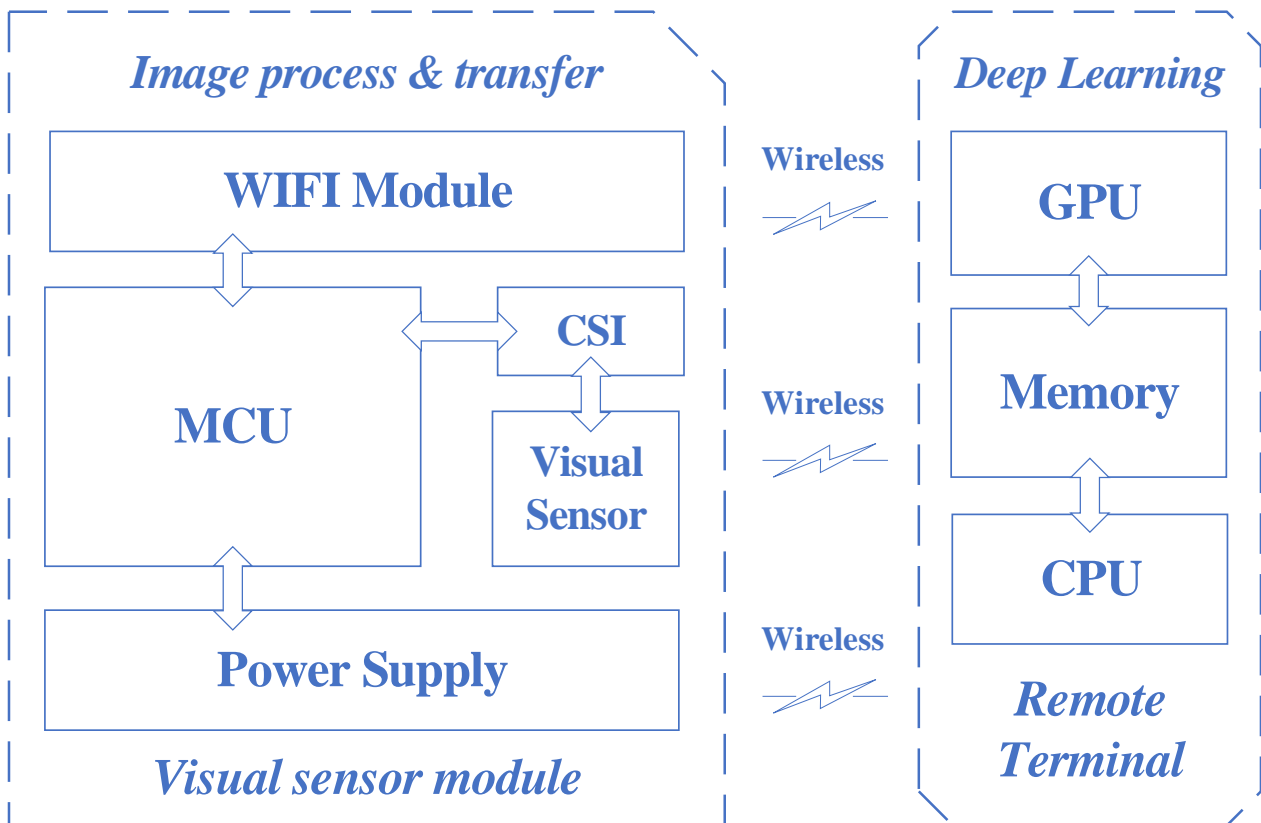 Image process & transfer
WIFI Module
MCU
CSI
Visual
Sensor
Power Supply
Visual sensor module
Wireless
Wireless
Wireless
Deep Learning
GPU
Memory
CPU
Remote
Terminal